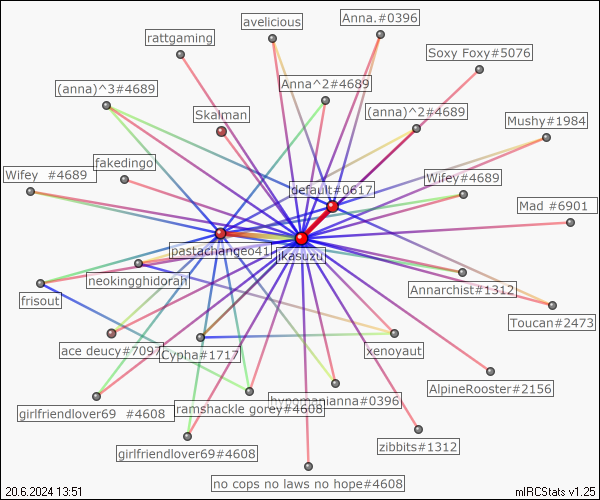 avelicious
Anna.#0396
rattgaming
Soxy Foxy#5076
(anna)^3#4689
Anna^2#4689
Skalman
(anna)^2#4689
Mushy#1984
fakedingo
Wifey  #4689
default#0617
Wifey#4689
Mad #6901
pastachangeo41
ikasuzu
neokingghidorah
Annarchist#1312
frisout
Toucan#2473
ace deucy#7097
Cypha#1717
xenoyaut
AlpineRooster#2156
hypnomanianna#0396
girlfriendlover69  #4608
ramshackle gorey#4608
zibbits#1312
girlfriendlover69#4608
no cops no laws no hope#4608
20.6.2024 13:51
mIRCStats v1.25